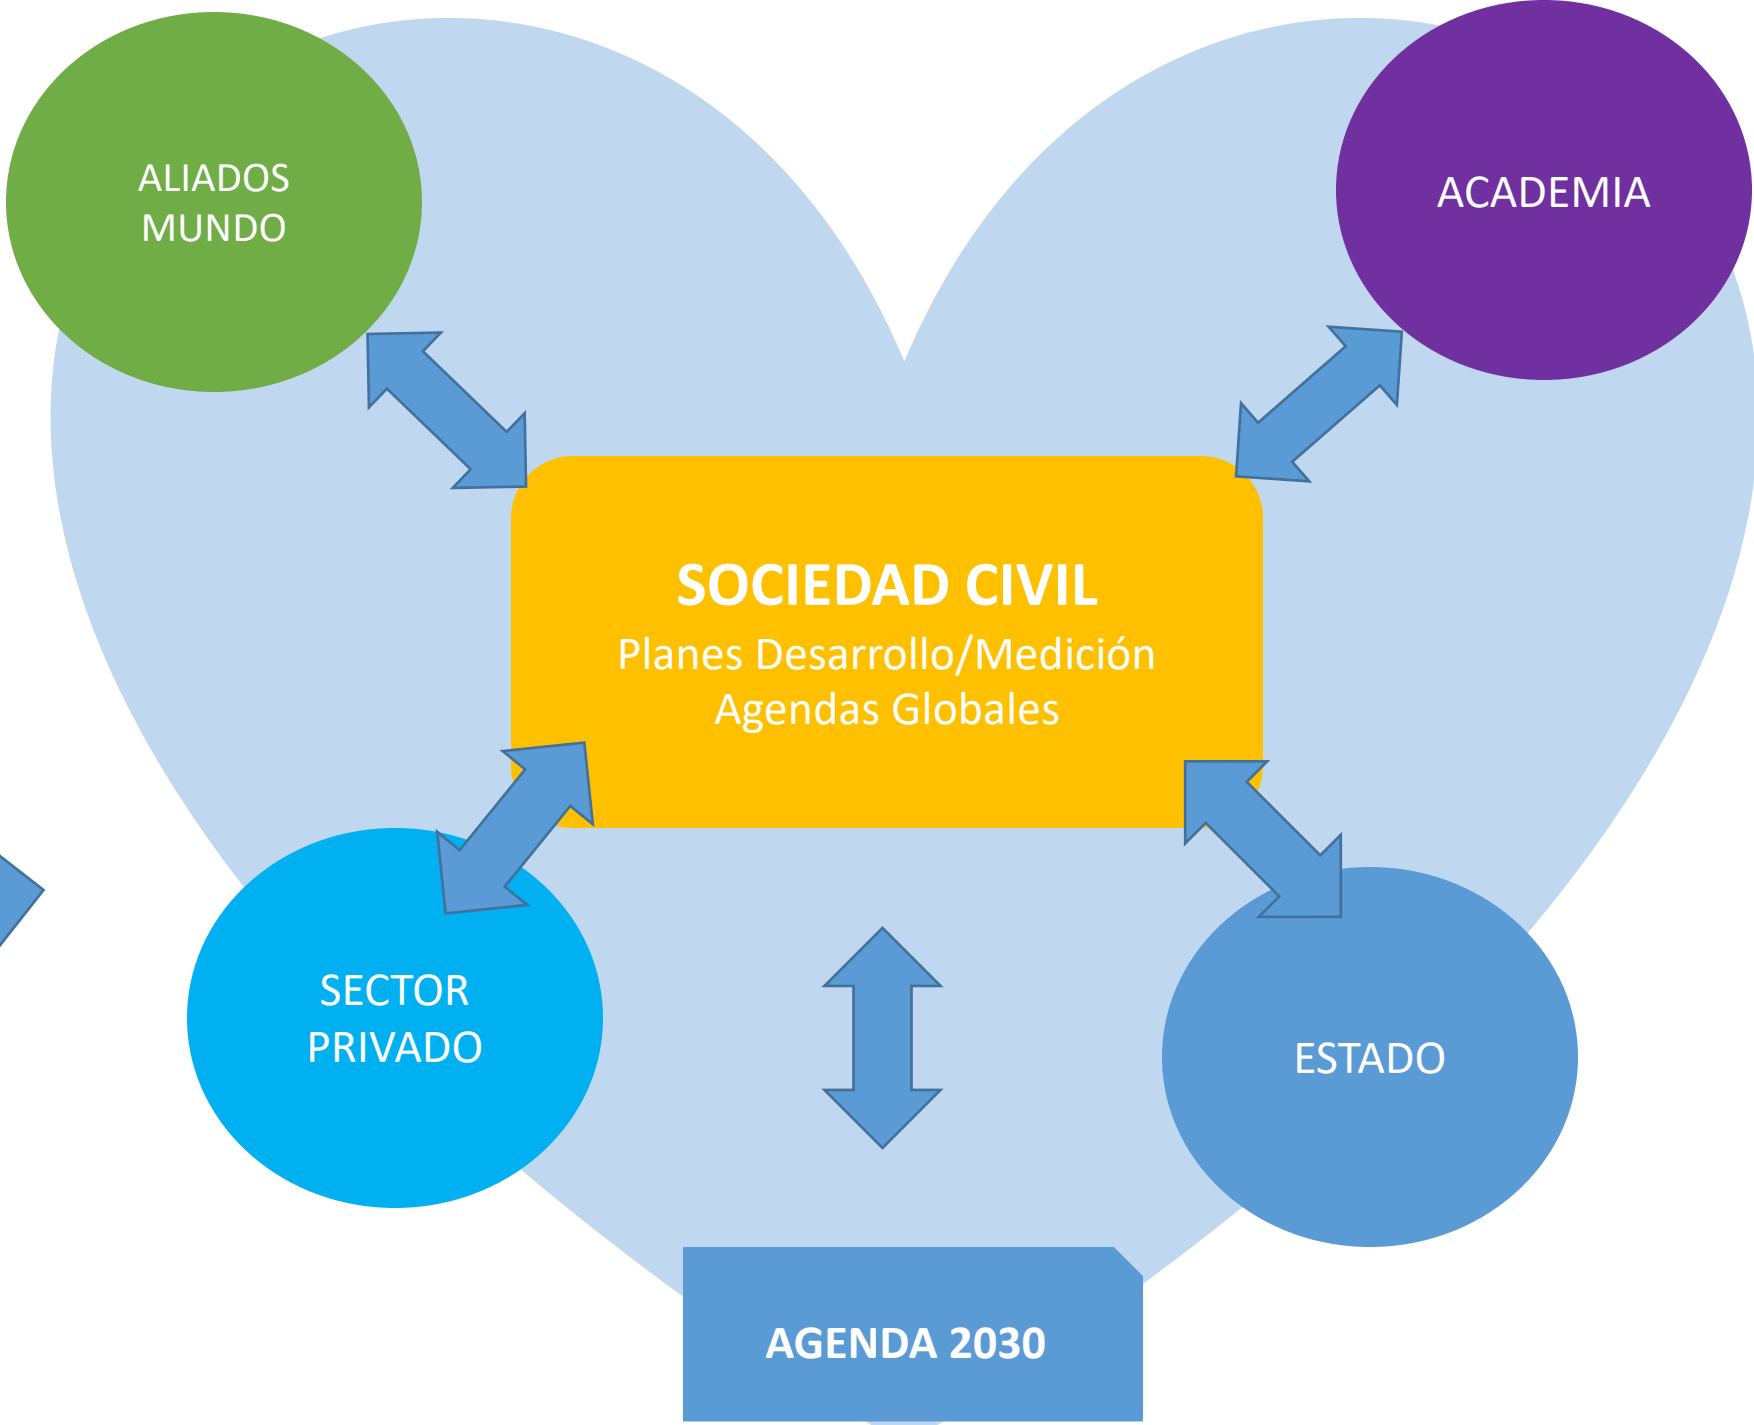 ALIADOS
MUNDO
ACADEMIA
SOCIEDAD CIVIL
Planes Desarrollo/Medición
Agendas Globales
SECTOR
PRIVADO
ESTADO
AGENDA 2030